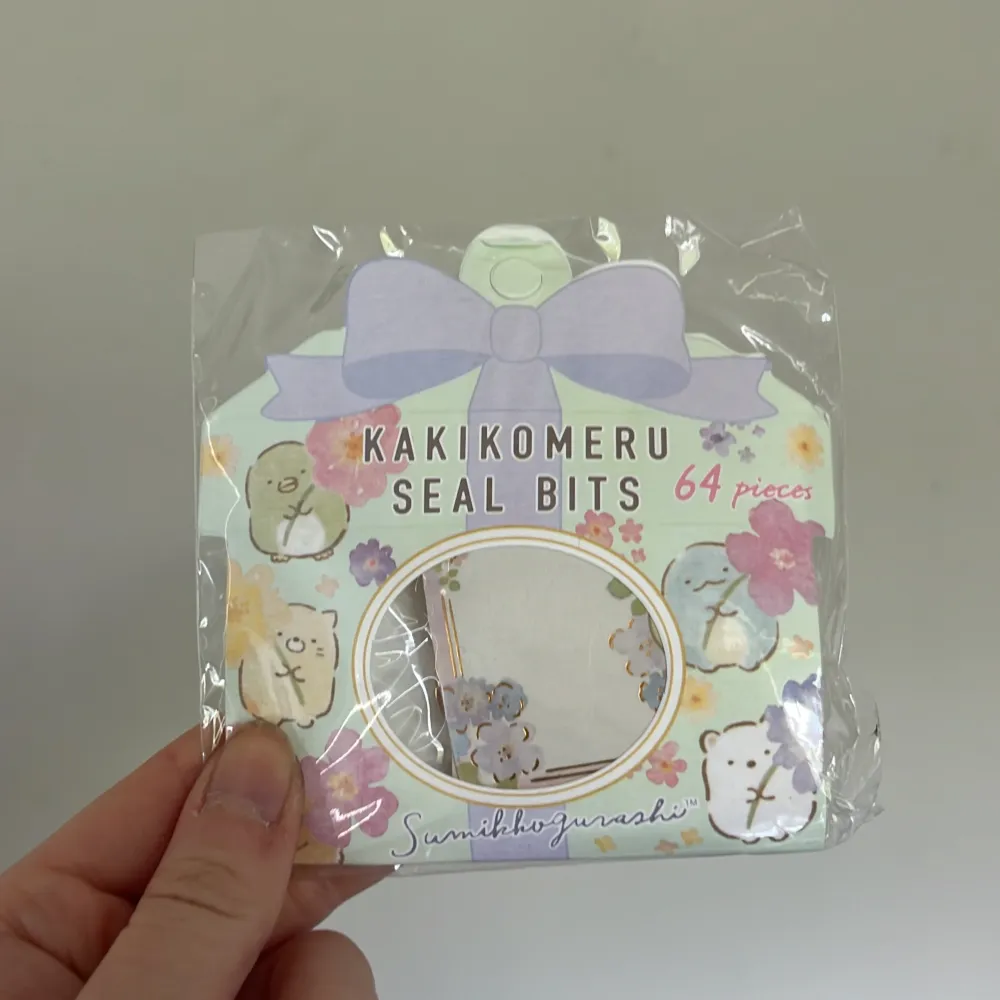 KAKIKOMERU
SEAL BITS
64 pieces
Sumikkogurashi™